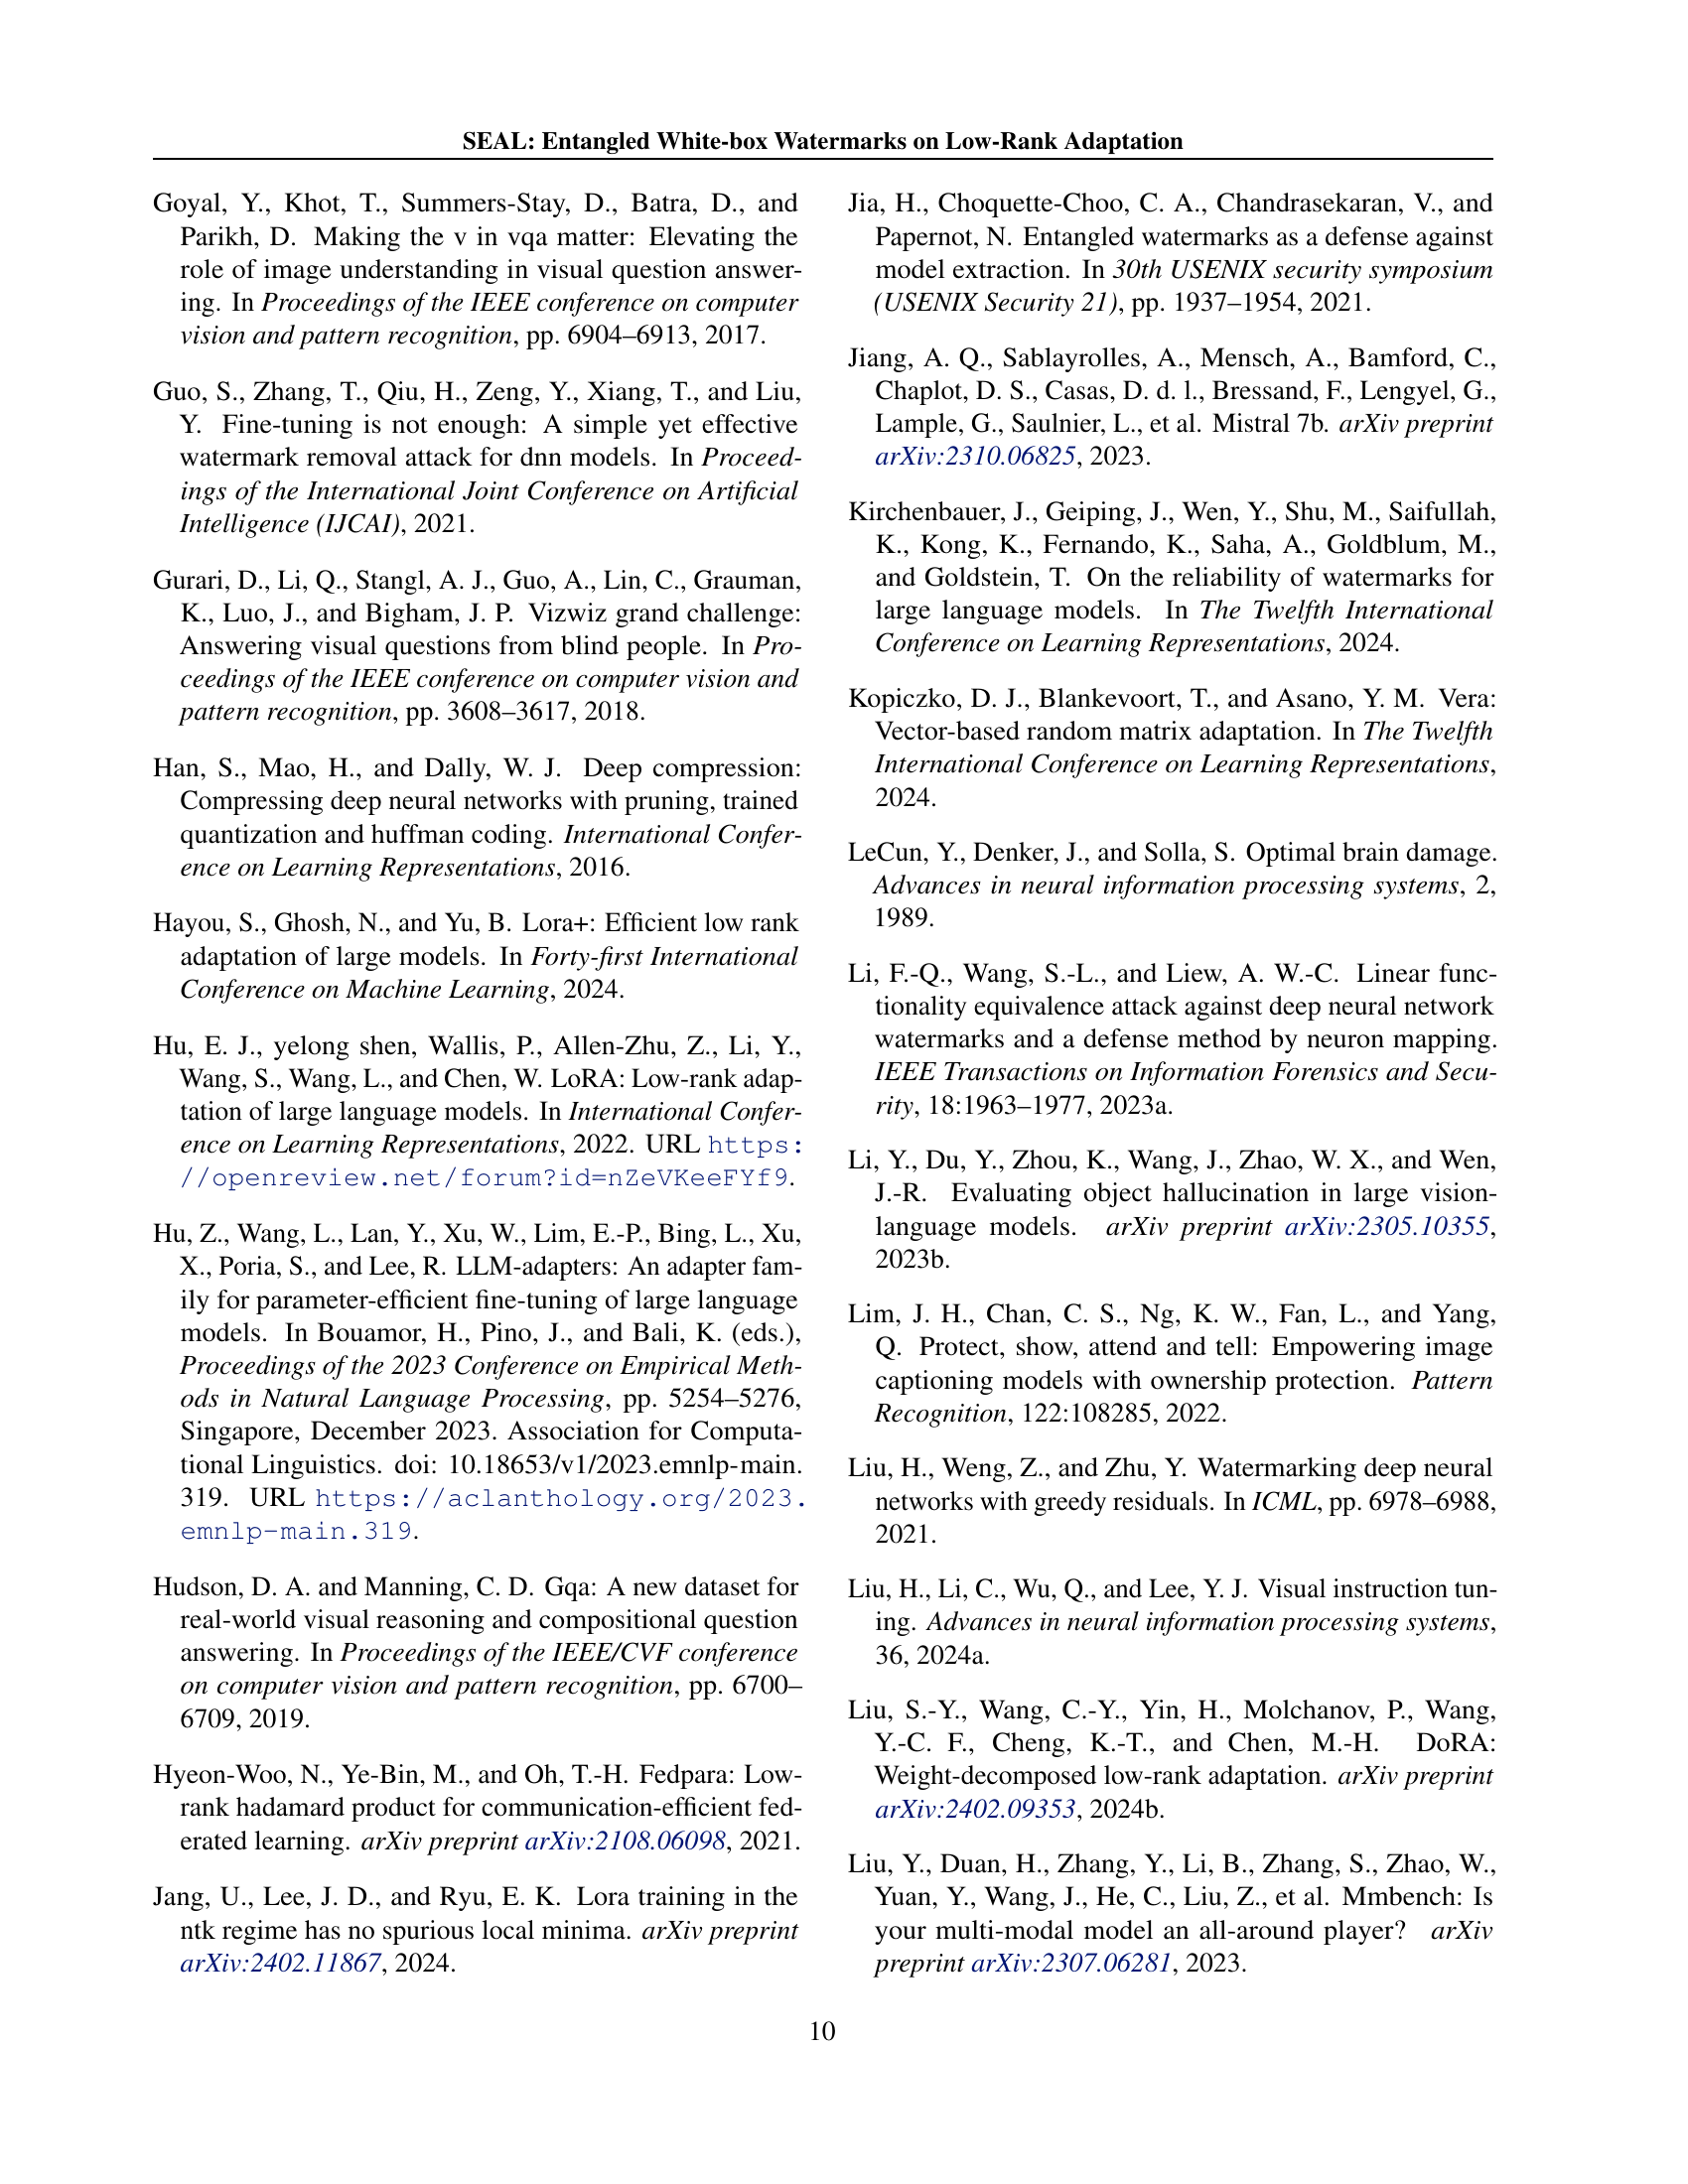 SEAL: Entangled White-box Watermarks on Low-Rank Adaptation
Goyal, Y., Khot, T., Summers-Stay, D., Batra, D., and
Parikh, D. Making the v in vqa matter: Elevating the
role of image understanding in visual question answer-
ing. In Proceedings of the IEEE conference on computer
vision and pattern recognition, pp. 6904–6913, 2017.
Guo, S., Zhang, T., Qiu, H., Zeng, Y., Xiang, T., and Liu,
Y. Fine-tuning is not enough: A simple yet effective
watermark removal attack for dnn models. In Proceed-
ings of the International Joint Conference on Artificial
Intelligence (IJCAI), 2021.
Gurari, D., Li, Q., Stangl, A. J., Guo, A., Lin, C., Grauman,
K., Luo, J., and Bigham, J. P. Vizwiz grand challenge:
Answering visual questions from blind people. In Pro-
ceedings of the IEEE conference on computer vision and
pattern recognition, pp. 3608–3617, 2018.
Han, S., Mao, H., and Dally, W. J. Deep compression:
Compressing deep neural networks with pruning, trained
quantization and huffman coding. International Confer-
ence on Learning Representations, 2016.
Hayou, S., Ghosh, N., and Yu, B. Lora+: Efficient low rank
adaptation of large models. In Forty-first International
Conference on Machine Learning, 2024.
Hu, E. J., yelong shen, Wallis, P., Allen-Zhu, Z., Li, Y.,
Wang, S., Wang, L., and Chen, W. LoRA: Low-rank adap-
tation of large language models. In International Confer-
ence on Learning Representations, 2022. URL https:
//openreview.net/forum?id=nZeVKeeFYf9.
Hu, Z., Wang, L., Lan, Y., Xu, W., Lim, E.-P., Bing, L., Xu,
X., Poria, S., and Lee, R. LLM-adapters: An adapter fam-
ily for parameter-efficient fine-tuning of large language
models. In Bouamor, H., Pino, J., and Bali, K. (eds.),
Proceedings of the 2023 Conference on Empirical Meth-
ods in Natural Language Processing, pp. 5254–5276,
Singapore, December 2023. Association for Computa-
tional Linguistics. doi: 10.18653/v1/2023.emnlp-main.
319. URL https://aclanthology.org/2023.
emnlp-main.319.
Hudson, D. A. and Manning, C. D. Gqa: A new dataset for
real-world visual reasoning and compositional question
answering. In Proceedings of the IEEE/CVF conference
on computer vision and pattern recognition, pp. 6700–
6709, 2019.
Hyeon-Woo, N., Ye-Bin, M., and Oh, T.-H. Fedpara: Low-
rank hadamard product for communication-efficient fed-
erated learning. arXiv preprint arXiv:2108.06098, 2021.
Jang, U., Lee, J. D., and Ryu, E. K. Lora training in the
ntk regime has no spurious local minima. arXiv preprint
arXiv:2402.11867, 2024.
Jia, H., Choquette-Choo, C. A., Chandrasekaran, V., and
Papernot, N. Entangled watermarks as a defense against
model extraction. In 30th USENIX security symposium
(USENIX Security 21), pp. 1937–1954, 2021.
Jiang, A. Q., Sablayrolles, A., Mensch, A., Bamford, C.,
Chaplot, D. S., Casas, D. d. l., Bressand, F., Lengyel, G.,
Lample, G., Saulnier, L., et al. Mistral 7b. arXiv preprint
arXiv:2310.06825, 2023.
Kirchenbauer, J., Geiping, J., Wen, Y., Shu, M., Saifullah,
K., Kong, K., Fernando, K., Saha, A., Goldblum, M.,
and Goldstein, T. On the reliability of watermarks for
large language models. In The Twelfth International
Conference on Learning Representations, 2024.
Kopiczko, D. J., Blankevoort, T., and Asano, Y. M. Vera:
Vector-based random matrix adaptation. In The Twelfth
International Conference on Learning Representations,
2024.
LeCun, Y., Denker, J., and Solla, S. Optimal brain damage.
Advances in neural information processing systems, 2,
1989.
Li, F.-Q., Wang, S.-L., and Liew, A. W.-C. Linear func-
tionality equivalence attack against deep neural network
watermarks and a defense method by neuron mapping.
IEEE Transactions on Information Forensics and Secu-
rity, 18:1963–1977, 2023a.
Li, Y., Du, Y., Zhou, K., Wang, J., Zhao, W. X., and Wen,
J.-R. Evaluating object hallucination in large vision-
language models. arXiv preprint arXiv:2305.10355,
2023b.
Lim, J. H., Chan, C. S., Ng, K. W., Fan, L., and Yang,
Q. Protect, show, attend and tell: Empowering image
captioning models with ownership protection. Pattern
Recognition, 122:108285, 2022.
Liu, H., Weng, Z., and Zhu, Y. Watermarking deep neural
networks with greedy residuals. In ICML, pp. 6978–6988,
2021.
Liu, H., Li, C., Wu, Q., and Lee, Y. J. Visual instruction tun-
ing. Advances in neural information processing systems,
36, 2024a.
Liu, S.-Y., Wang, C.-Y., Yin, H., Molchanov, P., Wang,
Y.-C. F., Cheng, K.-T., and Chen, M.-H. DoRA:
Weight-decomposed low-rank adaptation. arXiv preprint
arXiv:2402.09353, 2024b.
Liu, Y., Duan, H., Zhang, Y., Li, B., Zhang, S., Zhao, W.,
Yuan, Y., Wang, J., He, C., Liu, Z., et al. Mmbench: Is
your multi-modal model an all-around player? arXiv
preprint arXiv:2307.06281, 2023.
10